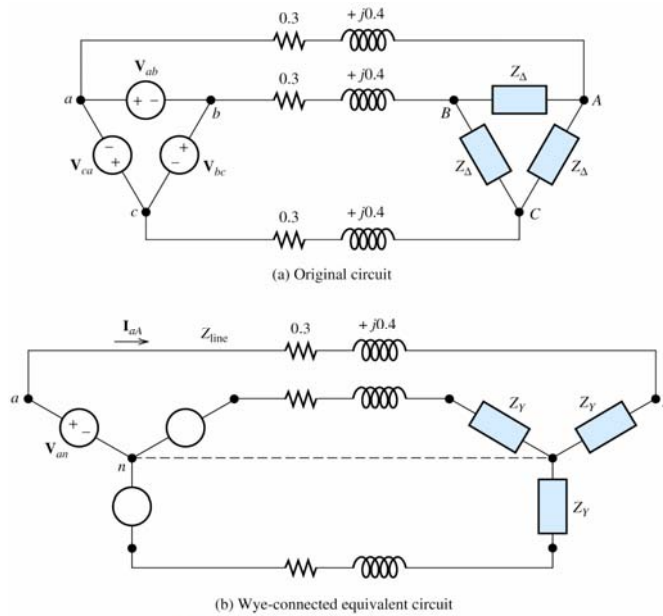 0.3
+ j0.4
V_ab
0.3
+ j0.4
Z_Δ
a
+ −
b
B
A
−
+
V_ca
+
−
V_bc
Z_Δ
Z_Δ
c
0.3
+ j0.4
C
(a) Original circuit
I_aA
Z_line
0.3
+ j0.4
a
+ −
V_an
Z_Y
Z_Y
n
Z_Y
(b) Wye-connected equivalent circuit